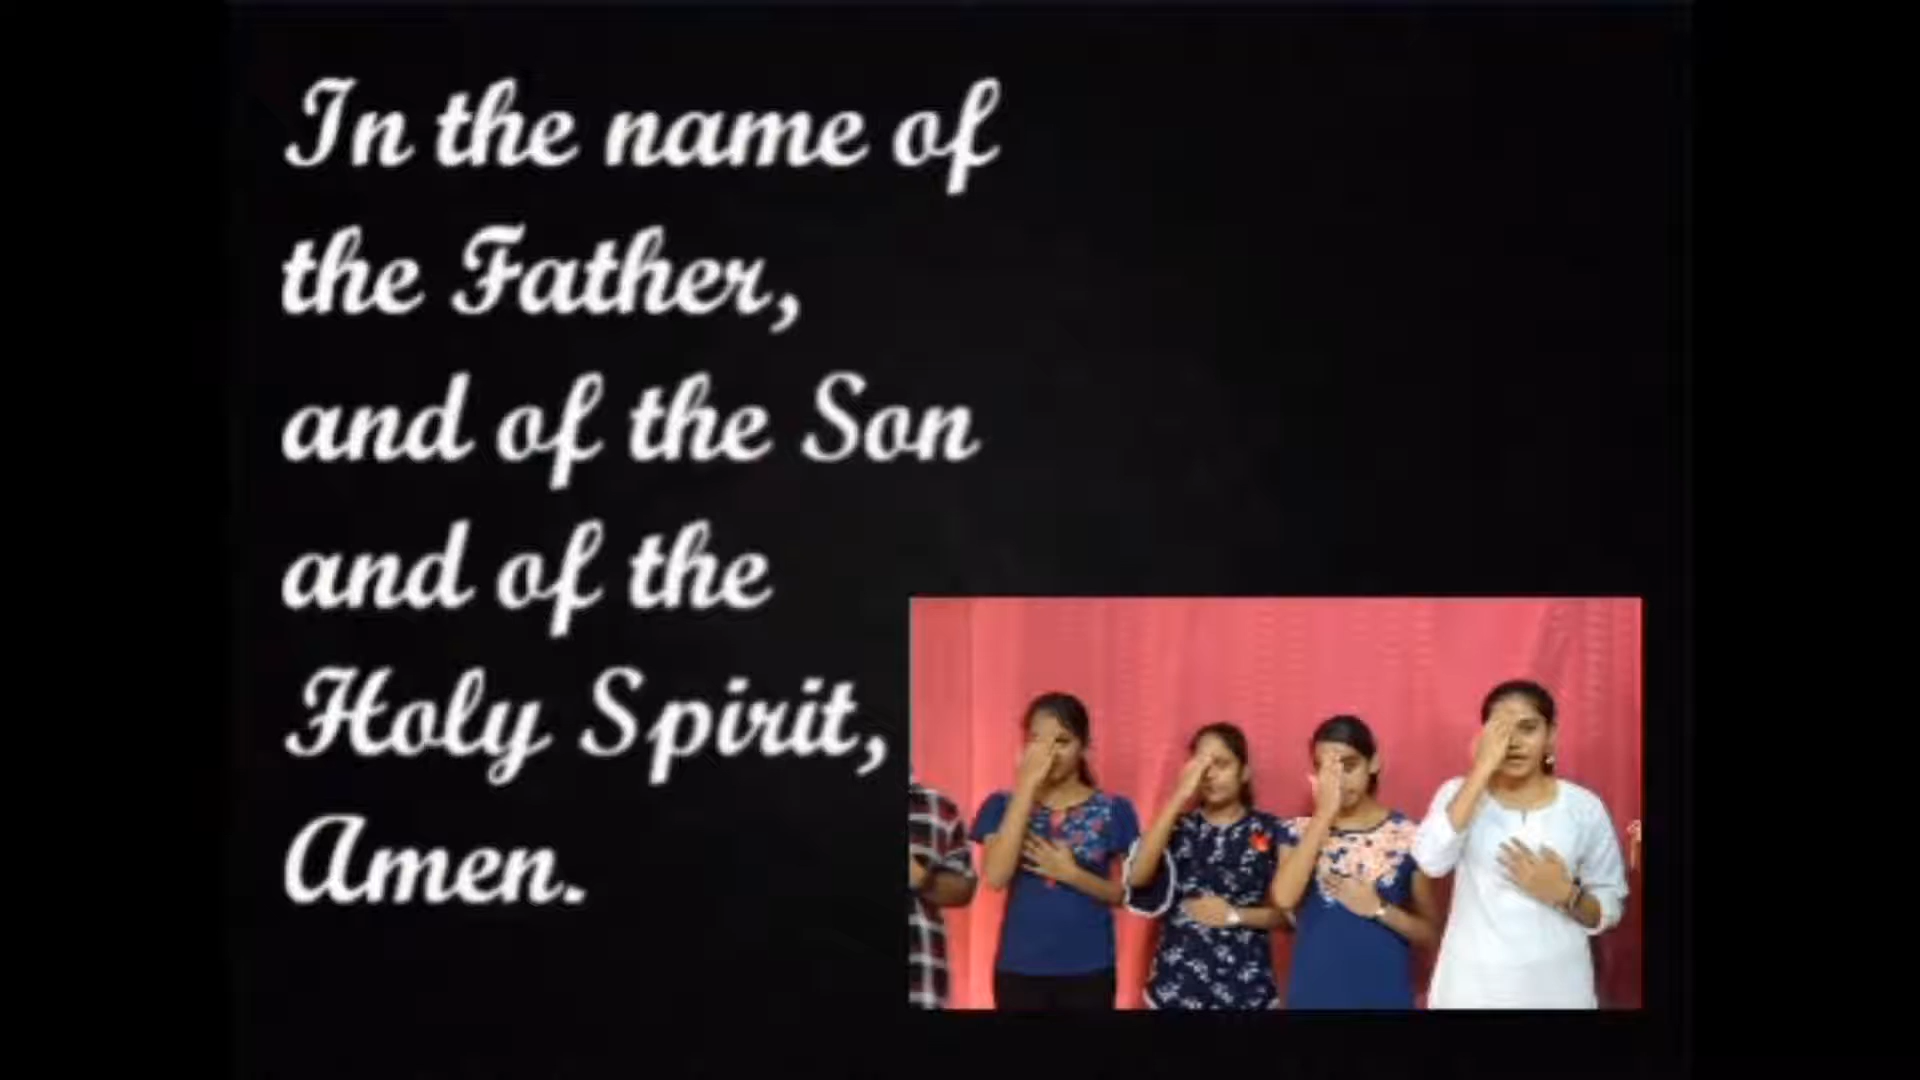 In the name of
the Father,
and of the Son
and of the
Holy Spirit,
Amen.